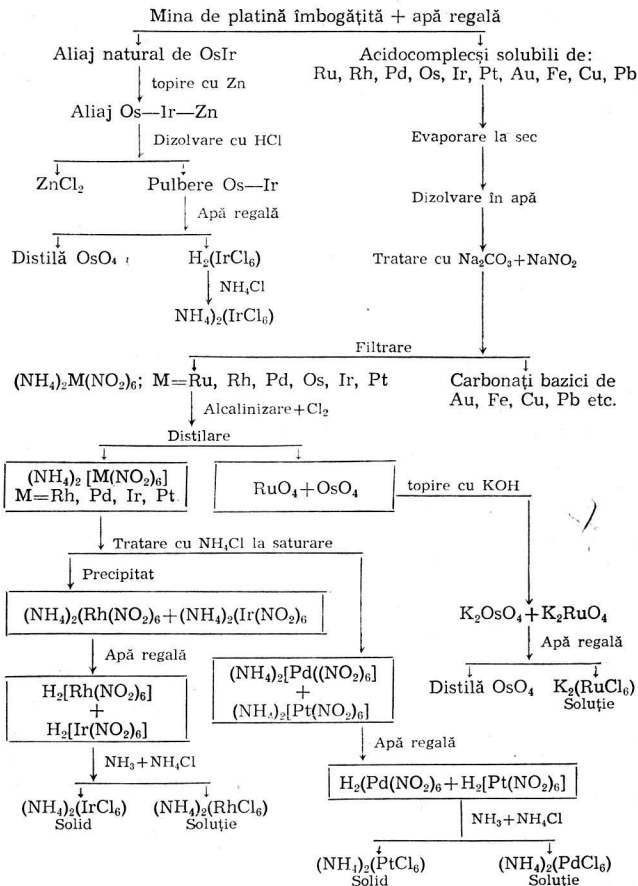 Mina de platină îmbogățită + apă regală
Aliaj natural de OsIr
topire cu Zn
Aliaj Os—Ir—Zn
Dizolvare cu HCl
ZnCl₂
Pulbere Os—Ir
Apă regală
Distilă OsO₄
H₂(IrCl₆)
NH₄Cl
NH₄)₂(IrCl₆)
Acidocomplecși solubili de:
Ru, Rh, Pd, Os, Ir, Pt, Au, Fe, Cu, Pb
Evaporare la sec
Dizolvare în apă
Tratare cu Na₂CO₃+NaNO₂
Filtrare
(NH₄)₂M(NO₂)₆; M=Ru, Rh, Pd, Os, Ir, Pt
Carbonați bazici de
Au, Fe, Cu, Pb etc.
Alcalinizare+Cl₂
Distilare
(NH₄)₂ [M(NO₂)₆]
M=Rh, Pd, Ir, Pt
RuO₄+OsO₄
topire cu KOH
Tratare cu NH₄Cl la saturare
Precipitat
(NH₄)₂(Rh(NO₂)₆+(NH₄)₂(Ir(NO₂)₆
K₂OsO₄+K₂RuO₄
Apă regală
Distilă OsO₄
K₂(RuCl₆)
Soluție
Apă regală
H₂[Rh(NO₂)₆]
+
H₂[Ir(NO₂)₆]
NH₃+NH₄Cl
(NH₄)₂(IrCl₆)
Solid
(NH₄)₂(RhCl₆)
Soluție
(NH₄)₂[Pd((NO₂)₆]
+
(NH₄)₂[Pt(NO₂)₆]
Apă regală
H₂(Pd(NO₂)₆+H₂[Pt(NO₂)₆]
NH₃+NH₄Cl
(NH₄)₂(PtCl₆)
Solid
(NH₄)₂(PdCl₆)
Soluție